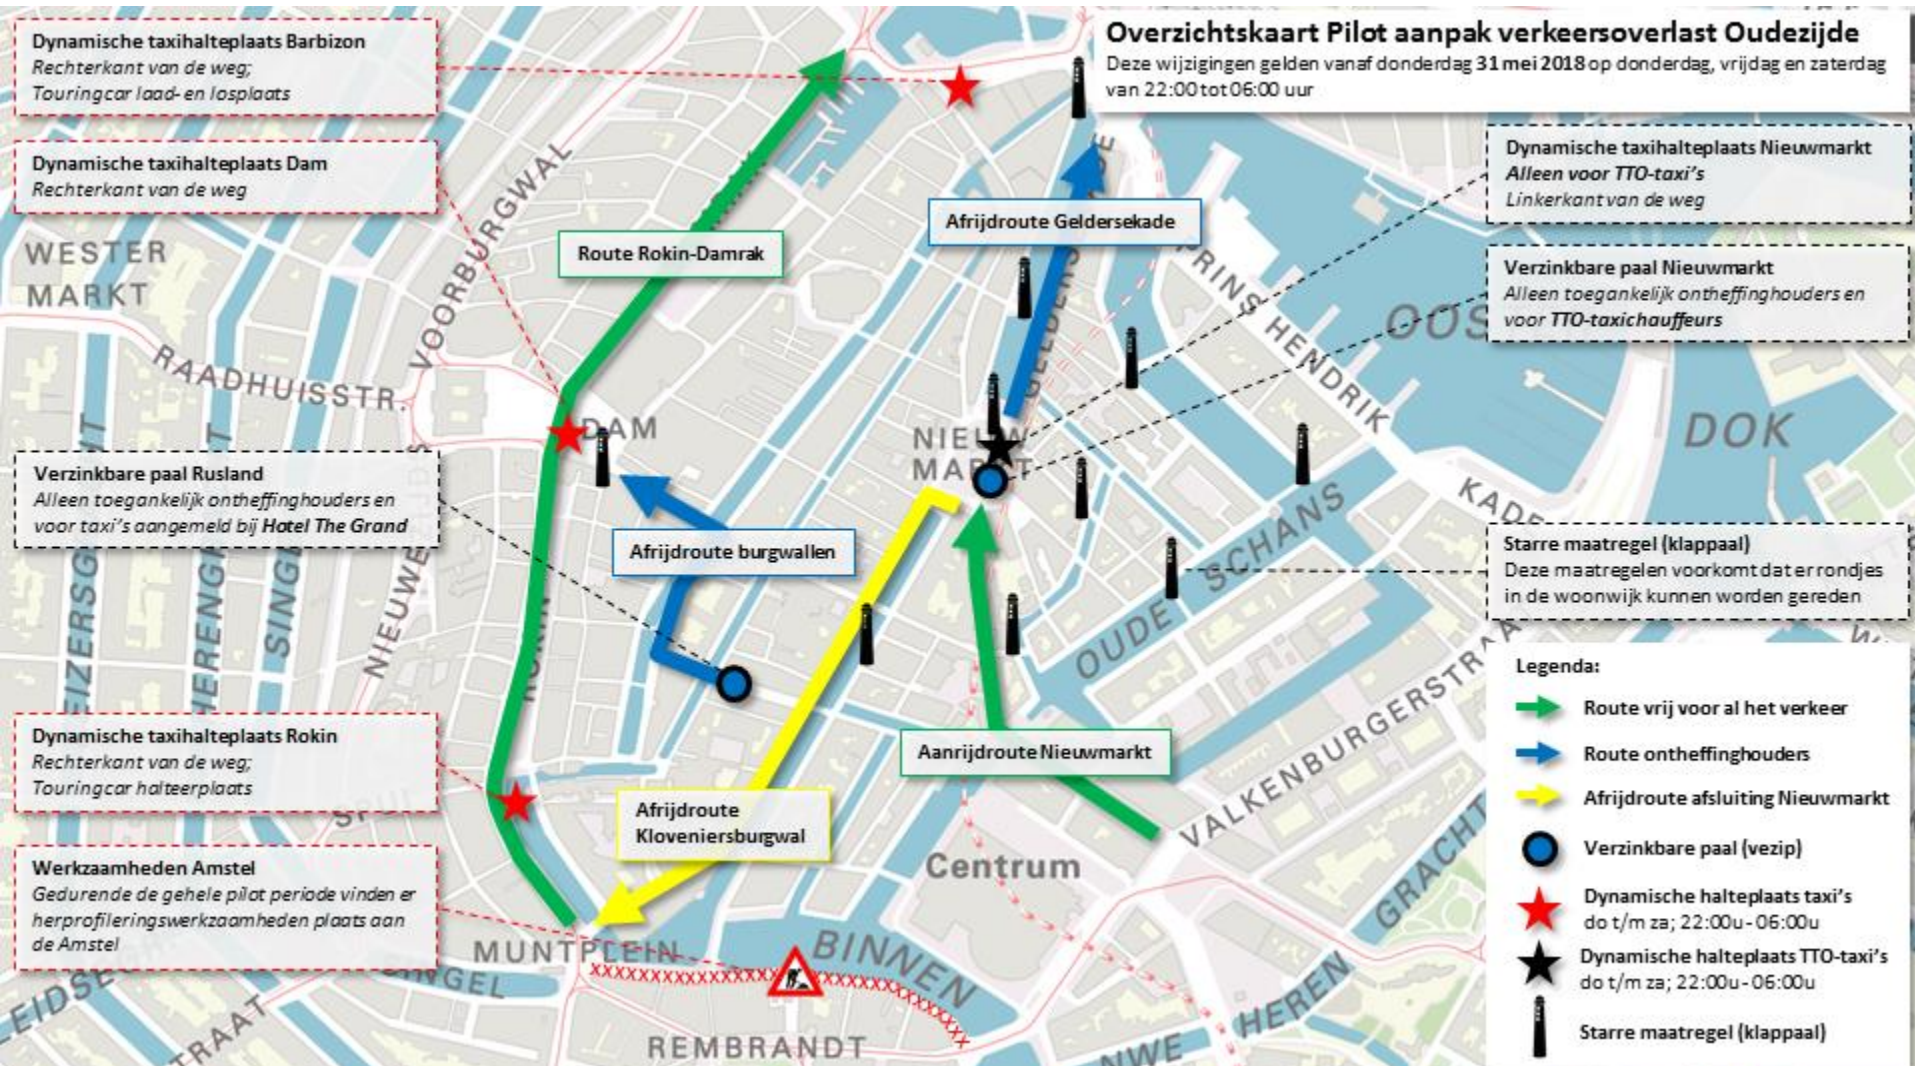 Overzichtskaart Pilot aanpak verkeersoverlast Oudezijde
Deze wijzigingen gelden vanaf donderdag 31 mei 2018 op donderdag, vrijdag en zaterdag
van 22:00 tot 06:00 uur
Dynamische taxihalteplaats Barbizon
Rechterkant van de weg;
Touringcar laad- en losplaats
Dynamische taxihalteplaats Dam
Rechterkant van de weg
Verzinkbare paal Rusland
Alleen toegankelijk ontheffinghouders en
voor taxi's aangemeld bij Hotel The Grand
Dynamische taxihalteplaats Rokin
Rechterkant van de weg;
Touringcar halteerplaats
Werkzaamheden Amstel
Gedurende de gehele pilot periode vinden er
herprofileringswerkzaamheden plaats aan
de Amstel
Route Rokin-Damrak
Afrijdroute Geldersekade
Afrijdroute burgwallen
Afrijdroute
Kloveniersburgwal
Aanrijdroute Nieuwmarkt
Dynamische taxihalteplaats Nieuwmarkt
Alleen voor TTO-taxi's
Linkerkant van de weg
Verzinkbare paal Nieuwmarkt
Alleen toegankelijk ontheffinghouders en
voor TTO-taxichauffeurs
Starre maatregel (klappaal)
Deze maatregelen voorkomt dat er rondjes
in de woonwijk kunnen worden gereden
Legenda:
Route vrij voor al het verkeer
Route ontheffinghouders
Afrijdroute afsluiting Nieuwmarkt
Verzinkbare paal (vezip)
Dynamische halteplaats taxi's
do t/m za; 22:00u - 06:00u
Dynamische halteplaats TTO-taxi's
do t/m za; 22:00u - 06:00u
Starre maatregel (klappaal)
WESTER
MARKT
RAADHUISSTR.
VOORBURGWAL
DAM
NIEUW
MARKT
PRINS HENDRIK
KADE
OOS
DOK
OUDE SCHANS
VALKENBURGERSTRAA
GRACHT
HERENG
SINGEL
NIEUWE
ROKIN
SPUI
Centrum
MUNTPLEIN
BINNEN
SINGEL
EIDSEG
STRAAT
REMBRANDT
HEREN